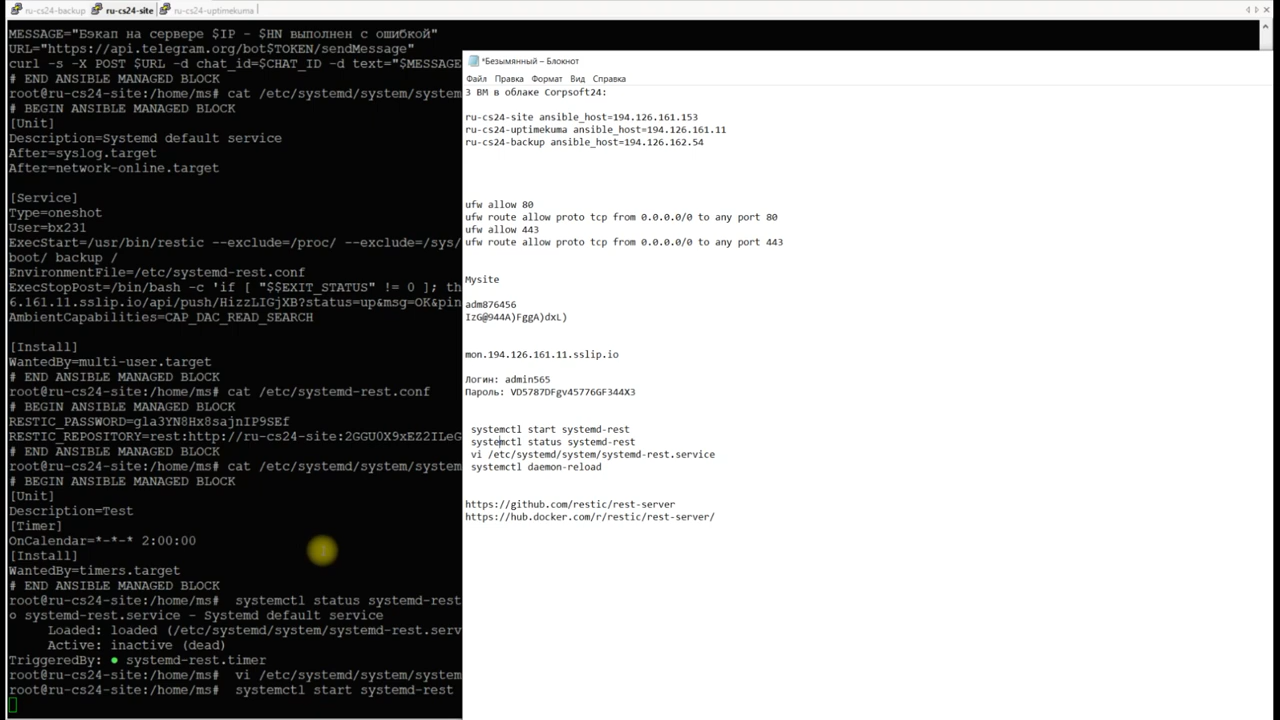 ru-cs24-backup
ru-cs24-site
ru-cs24-uptimekuma
MESSAGE="Бэкап на сервере $IP - $HN выполнен с ошибкой"
URL="https://api.telegram.org/bot$TOKEN/sendMessage"
curl -s -X POST $URL -d chat_id=$CHAT_ID -d text="$MESSAGE
# END ANSIBLE MANAGED BLOCK
root@ru-cs24-site:/home/ms# cat /etc/systemd/system/system
# BEGIN ANSIBLE MANAGED BLOCK
[Unit]
Description=Systemd default service
After=syslog.target
After=network-online.target
[Service]
Type=oneshot
User=bx231
ExecStart=/usr/bin/restic --exclude=/proc/ --exclude=/sys/
boot/ backup /
EnvironmentFile=/etc/systemd-rest.conf
ExecStopPost=/bin/bash -c 'if [ "$$EXIT_STATUS" != 0 ]; th
6.161.11.sslip.io/api/push/HizzLIGjXB?status=up&msg=OK&pin
AmbientCapabilities=CAP_DAC_READ_SEARCH
[Install]
WantedBy=multi-user.target
# END ANSIBLE MANAGED BLOCK
root@ru-cs24-site:/home/ms# cat /etc/systemd-rest.conf
# BEGIN ANSIBLE MANAGED BLOCK
RESTIC_PASSWORD=gla3YN8Hx8sajnIP9SEf
RESTIC_REPOSITORY=rest:http://ru-cs24-site:2GGU0X9xEZ2ILeG
# END ANSIBLE MANAGED BLOCK
root@ru-cs24-site:/home/ms# cat /etc/systemd/system/system
# BEGIN ANSIBLE MANAGED BLOCK
[Unit]
Description=Test
[Timer]
OnCalendar=*-*-* 2:00:00
[Install]
WantedBy=timers.target
# END ANSIBLE MANAGED BLOCK
root@ru-cs24-site:/home/ms# systemctl status systemd-rest
o systemd-rest.service - Systemd default service
Loaded: loaded (/etc/systemd/system/systemd-rest.serv
Active: inactive (dead)
TriggeredBy: ● systemd-rest.timer
root@ru-cs24-site:/home/ms# vi /etc/systemd/system/system
root@ru-cs24-site:/home/ms# systemctl start systemd-rest
*Безымянный – Блокнот
Файл Правка Формат Вид Справка
3 ВМ в облаке Corpsoft24:
ru-cs24-site ansible_host=194.126.161.153
ru-cs24-uptimekuma ansible_host=194.126.161.11
ru-cs24-backup ansible_host=194.126.162.54
ufw allow 80
ufw route allow proto tcp from 0.0.0.0/0 to any port 80
ufw allow 443
ufw route allow proto tcp from 0.0.0.0/0 to any port 443
Mysite
adm876456
IzG@944A)FggA)dxL)
mon.194.126.161.11.sslip.io
Логин: admin565
Пароль: VD5787DFgv45776GF344X3
systemctl start systemd-rest
systemctl status systemd-rest
vi /etc/systemd/system/systemd-rest.service
systemctl daemon-reload
https://github.com/restic/rest-server
https://hub.docker.com/r/restic/rest-server/